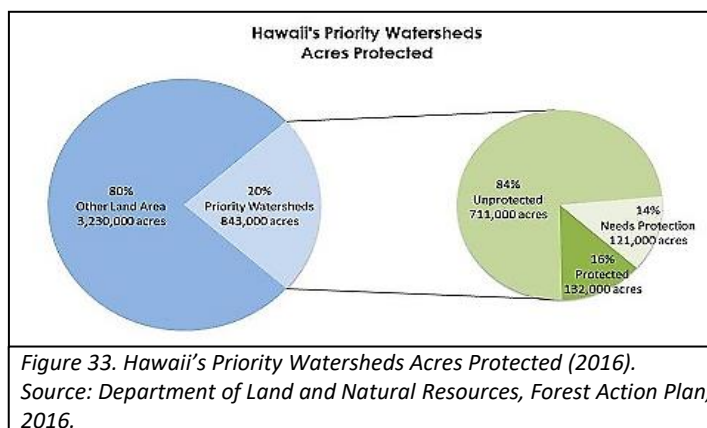 Hawaii's Priority Watersheds
Acres Protected
80%
Other Land Area
3,230,000 acres
20%
Priority Watersheds
843,000 acres
84%
Unprotected
711,000 acres
14%
Needs Protection
121,000 acres
16%
Protected
132,000 acres
Figure 33. Hawaii’s Priority Watersheds Acres Protected (2016).
Source: Department of Land and Natural Resources, Forest Action Plan,
2016.